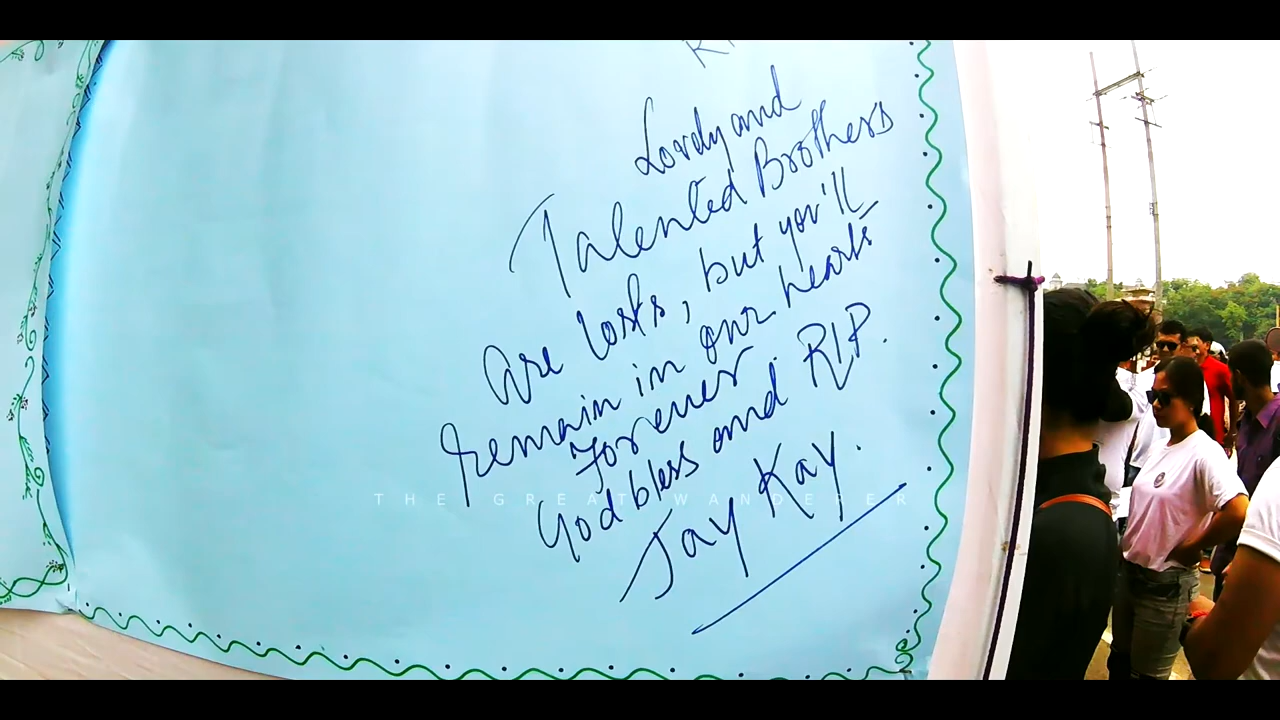 Lovely and
Talented Brothers
are losts, but you'll
remain in our hearts
forever.
God bless and RIP.
Jay Kay.
THE GREAT WANDERER